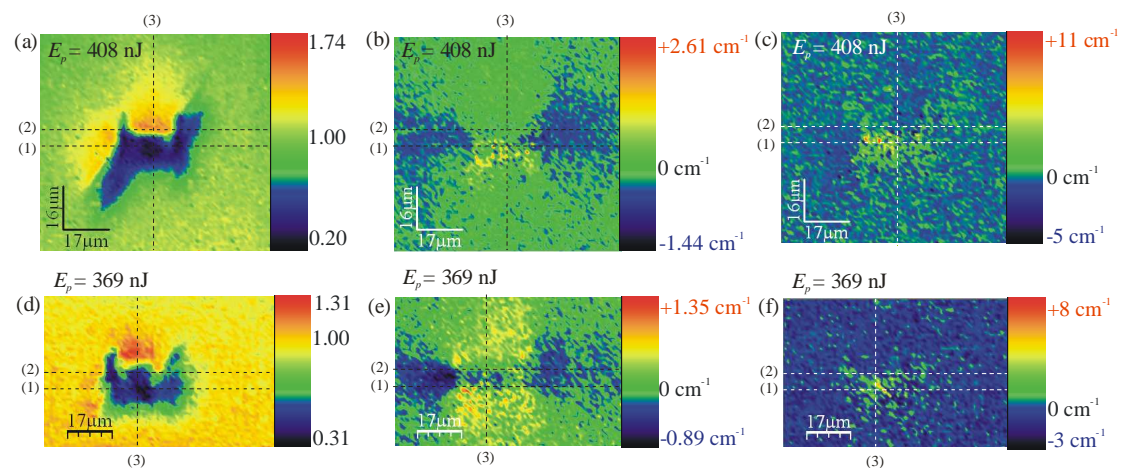 (3)
(a) E_p = 408 nJ 1.74
(2)
(1)
1.00
16μm
17μm
0.20
(3)
(b) E_p = 408 nJ +2.61 cm⁻¹
(2)
(1)
0 cm⁻¹
16μm
17μm
-1.44 cm⁻¹
(3)
(c) E_p = 408 nJ +11 cm⁻¹
(2)
(1)
0 cm⁻¹
16μm
17μm
-5 cm⁻¹
E_p = 369 nJ
(d) 1.31
1.00
(2)
(1)
17μm
0.31
(3)
E_p = 369 nJ
(e) +1.35 cm⁻¹
(2)
(1)
0 cm⁻¹
17μm
-0.89 cm⁻¹
(3)
E_p = 369 nJ
(f) +8 cm⁻¹
(2)
(1)
0 cm⁻¹
17μm
-3 cm⁻¹
(3)